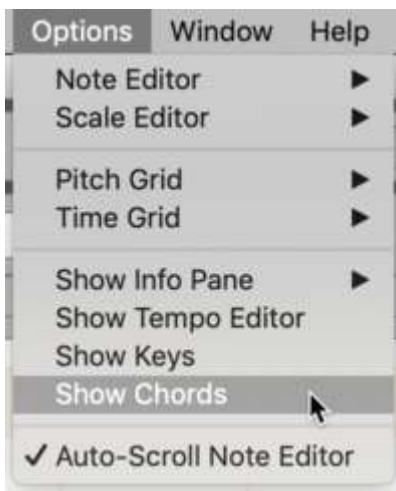 Options Window Help
Note Editor
Scale Editor
Pitch Grid
Time Grid
Show Info Pane
Show Tempo Editor
Show Keys
Show Chords
✓ Auto-Scroll Note Editor